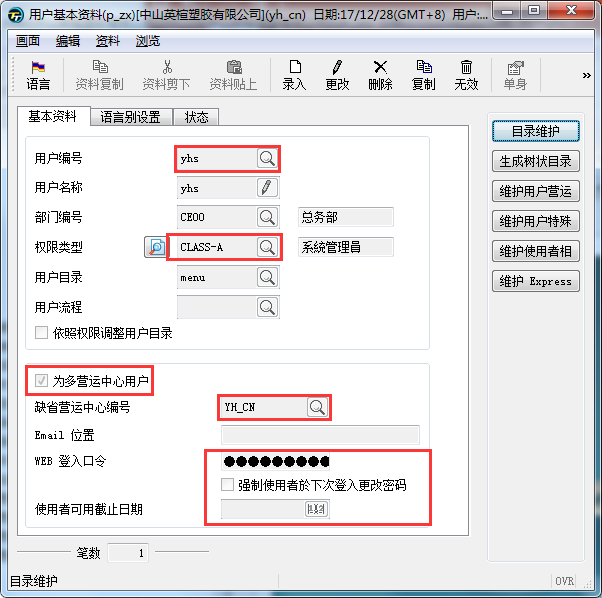 用户基本资料(p_zx)[中山英楦塑胶有限公司](yh_cn) 日期:17/12/28(GMT+8) 用户:...
画面 编辑 资料 浏览
语言 资料复制 资料剪下 资料贴上 录入 更改 删除 复制 无效 单身 »
基本资料 语言别设置 状态
用户编号 yhs
用户名称 yhs
部门编号 CE00 总务部
权限类型 CLASS-A 系統管理員
用户目录 menu
用户流程
依照权限调整用户目录
为多营运中心用户
缺省营运中心编号 YH_CN
Email 位置
WEB 登入口令 ●●●●●●●●●
强制使用者於下次登入更改密码
使用者可用截止日期
目录维护
生成树状目录
维护用户营运
维护用户特殊
维护使用者相
维护 Express
笔数 1
目录维护 OVR